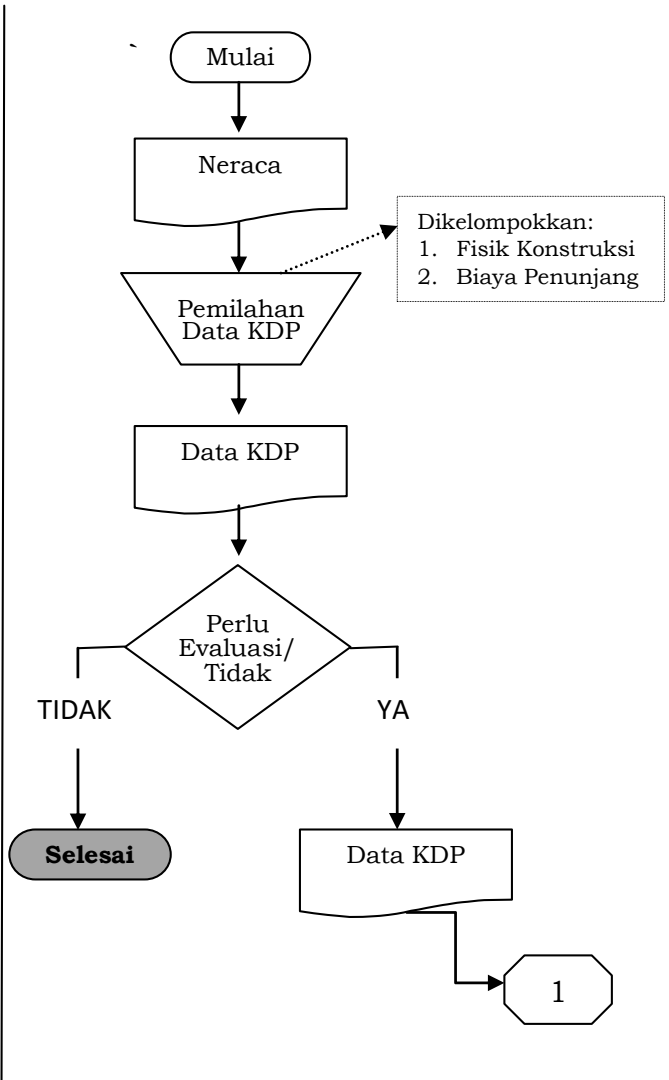 Mulai
Neraca
Dikelompokkan:
1. Fisik Konstruksi
2. Biaya Penunjang
Pemilahan
Data KDP
Data KDP
Perlu
Evaluasi/
Tidak
TIDAK
YA
Selesai
Data KDP
1